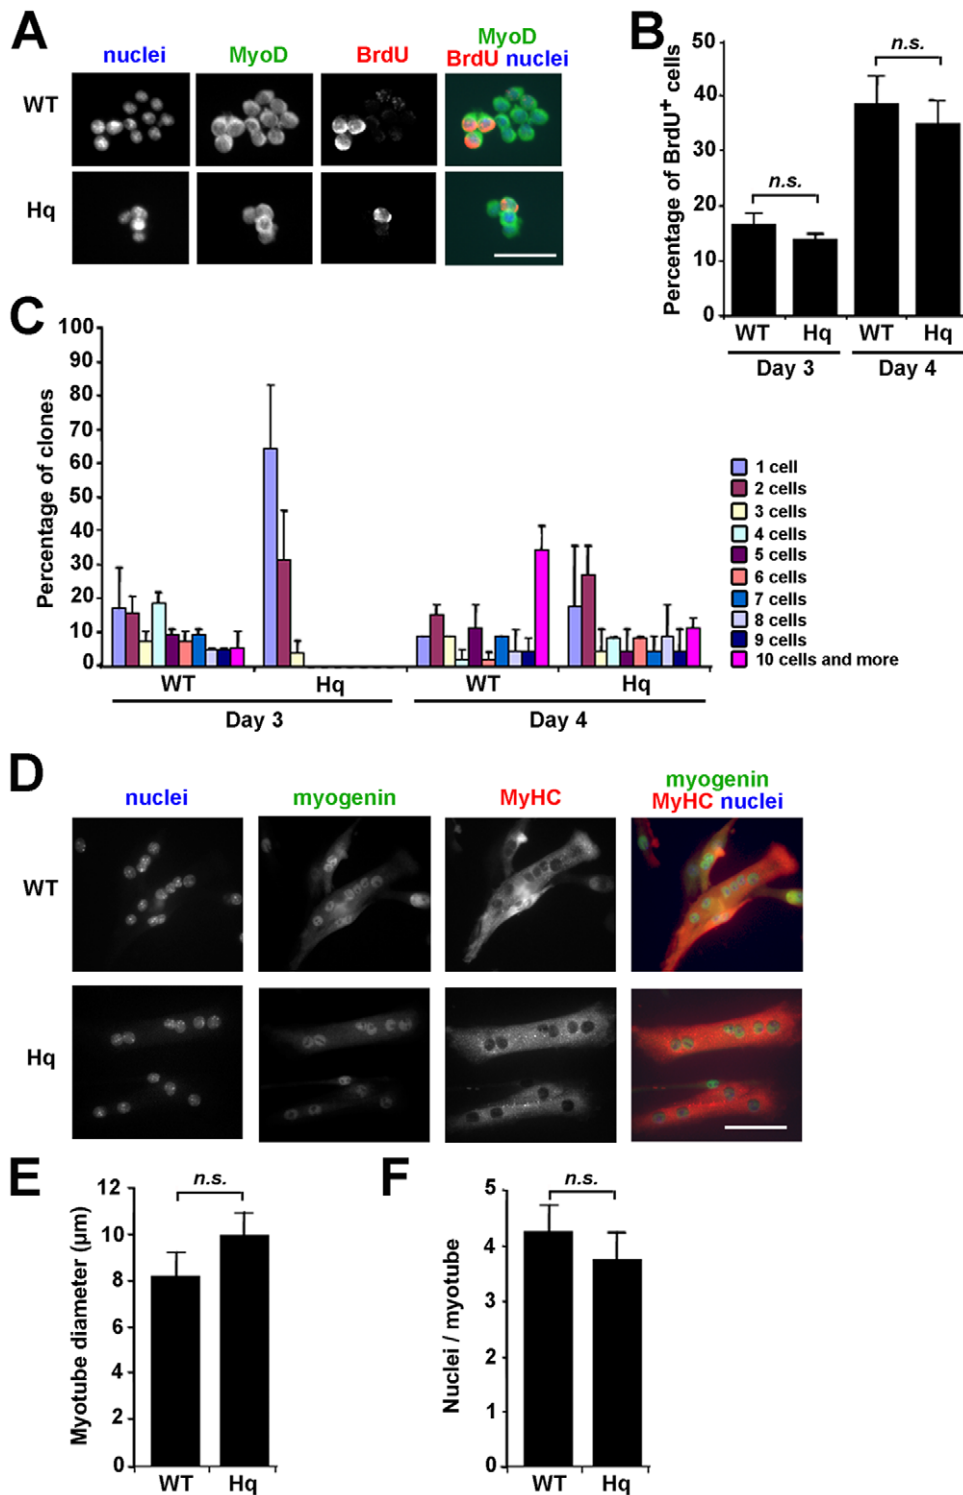 A
nuclei
MyoD
BrdU
MyoD
BrdU nuclei
WT
Hq
B
Percentage of BrdU+ cells
50
40
30
20
10
0
n.s.
n.s.
WT
Hq
WT
Hq
Day 3
Day 4
C
Percentage of clones
100
90
80
70
60
50
40
30
20
10
0
WT
Hq
WT
Hq
Day 3
Day 4
1 cell
2 cells
3 cells
4 cells
5 cells
6 cells
7 cells
8 cells
9 cells
10 cells and more
D
nuclei
myogenin
MyHC
myogenin
MyHC nuclei
WT
Hq
E
Myotube diameter (µm)
12
10
8
6
4
2
0
n.s.
WT
Hq
F
Nuclei / myotube
5
4
3
2
1
0
n.s.
WT
Hq